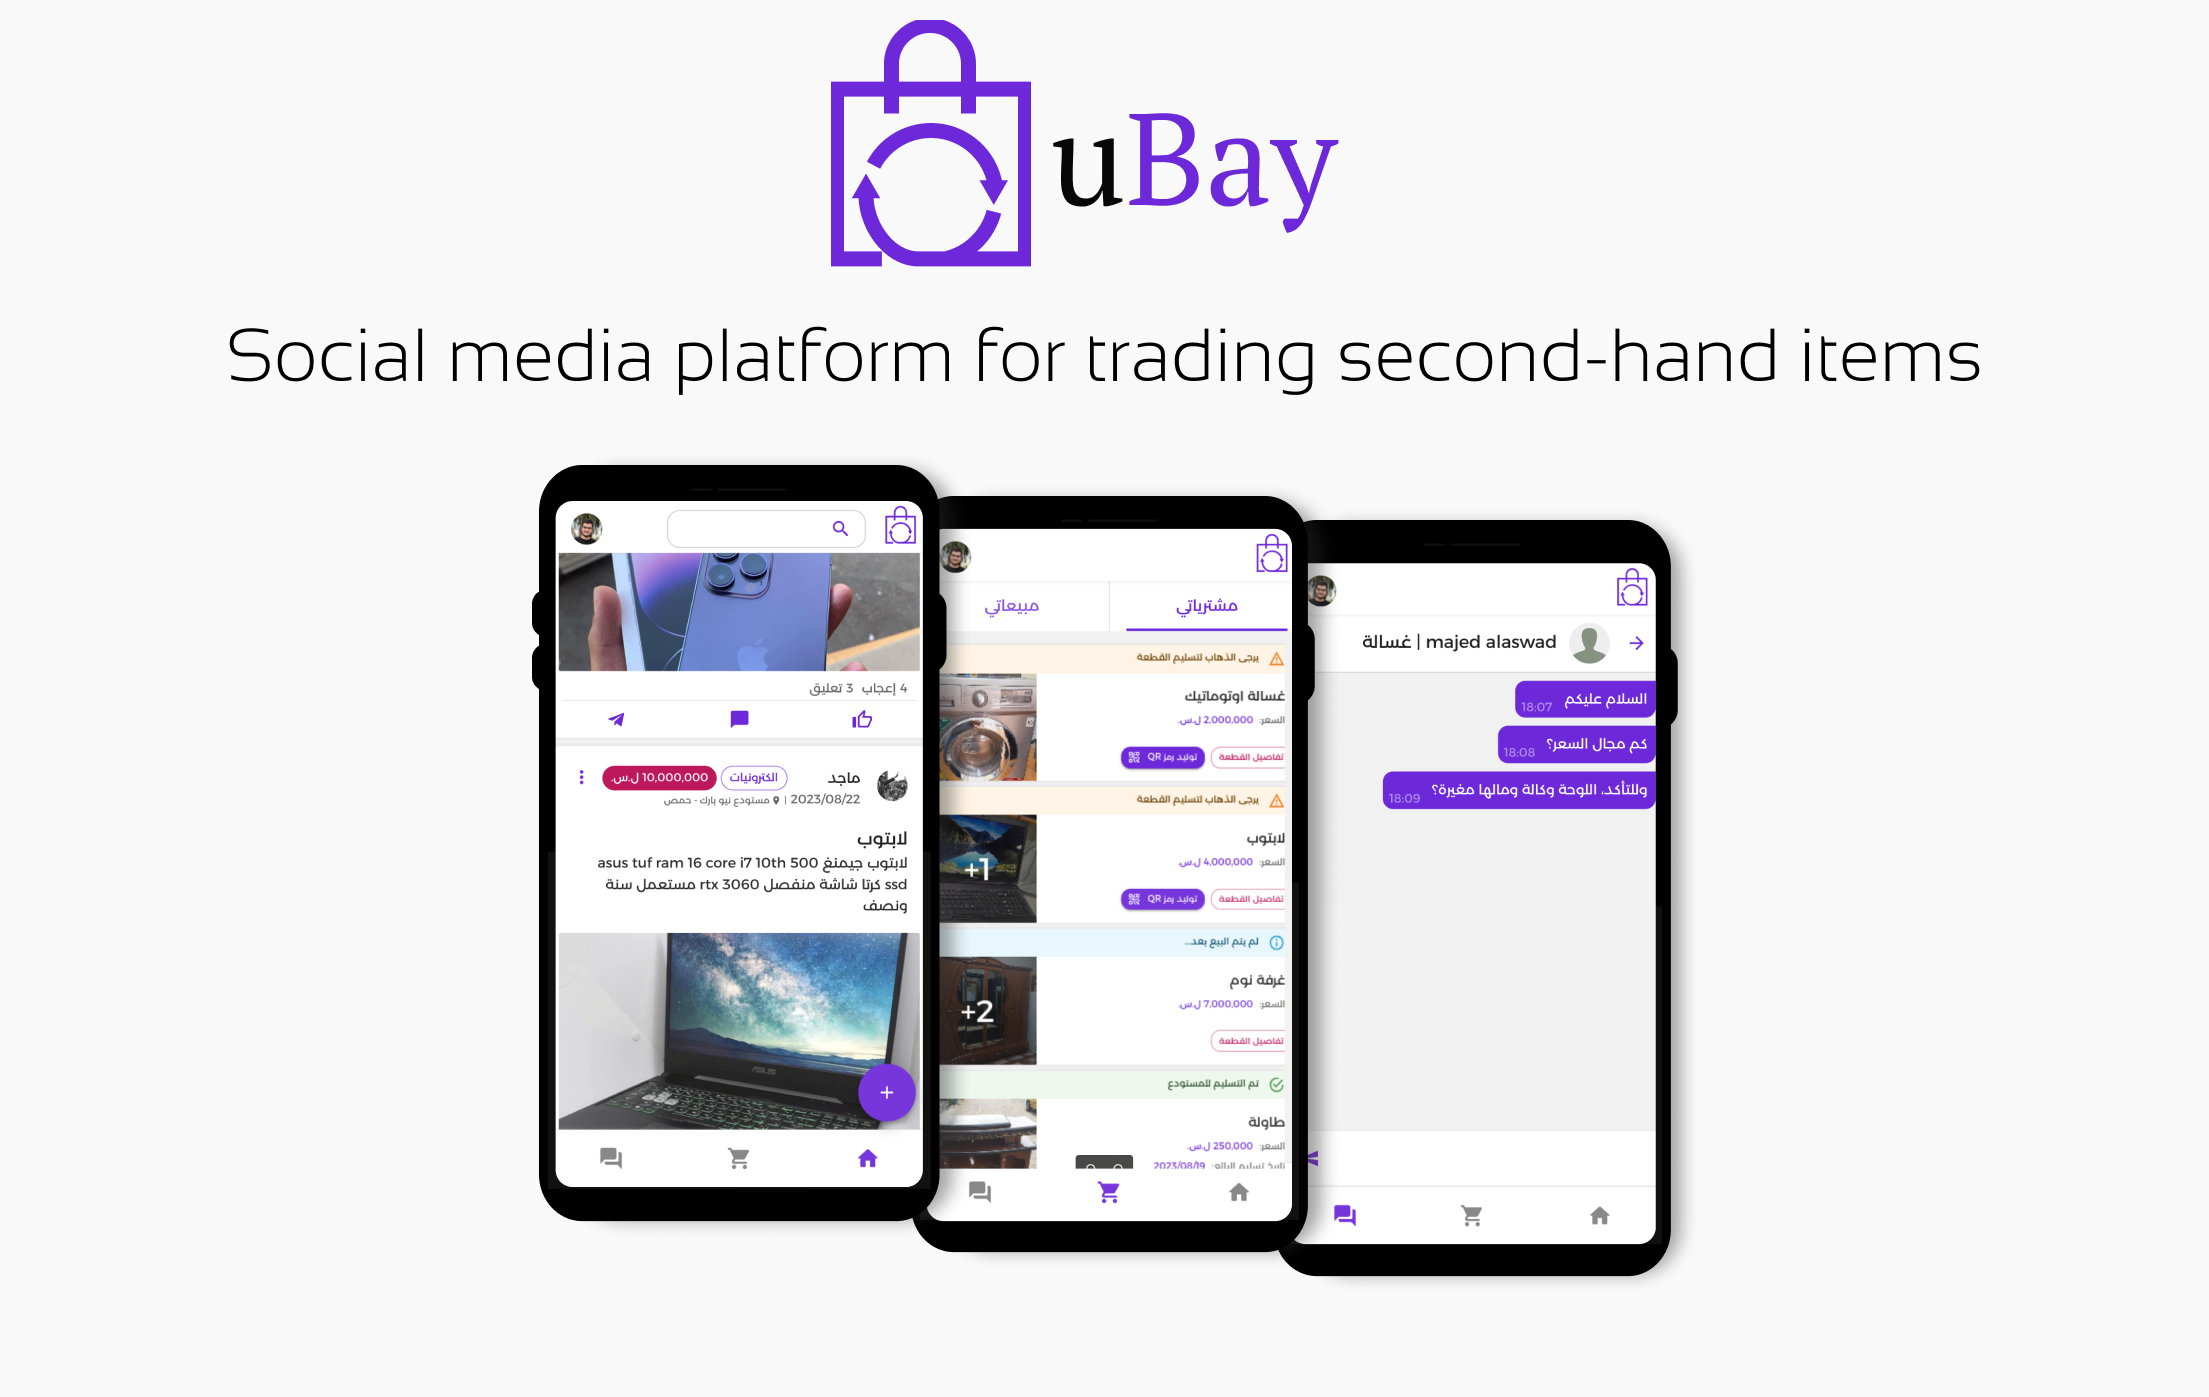 uBay
Social media platform for trading second-hand items
4 إعجاب 3 تعليق
ماجد
الكترونيات
10,000,000 ل.س.
2023/08/22 | مستودع نيو بارك - حمص
لابتوب
لابتوب جيمنغ asus tuf ram 16 core i7 10th 500
ssd كرتا شاشة منفصل rtx 3060 مستعمل سنة
ونصف
ASUS
مشترياتي
مبيعاتي
يرجى الذهاب لتسليم القطعة
غسالة اوتوماتيك
السعر: 2,000,000 ل.س.
تفاصيل القطعة
توليد رمز QR
يرجى الذهاب لتسليم القطعة
لابتوب
السعر: 4,000,000 ل.س.
+1
تفاصيل القطعة
توليد رمز QR
لم يتم البيع بعد...
غرفة نوم
السعر: 7,000,000 ل.س.
+2
تفاصيل القطعة
تم التسليم للمستودع
طاولة
السعر: 250,000 ل.س.
تاريخ تسليم البائع: 2023/08/19
majed alaswad | غسالة
السلام عليكم 18:07
كم مجال السعر؟ 18:08
وللتأكد، اللوحة وكالة ومالها مغيرة؟ 18:09